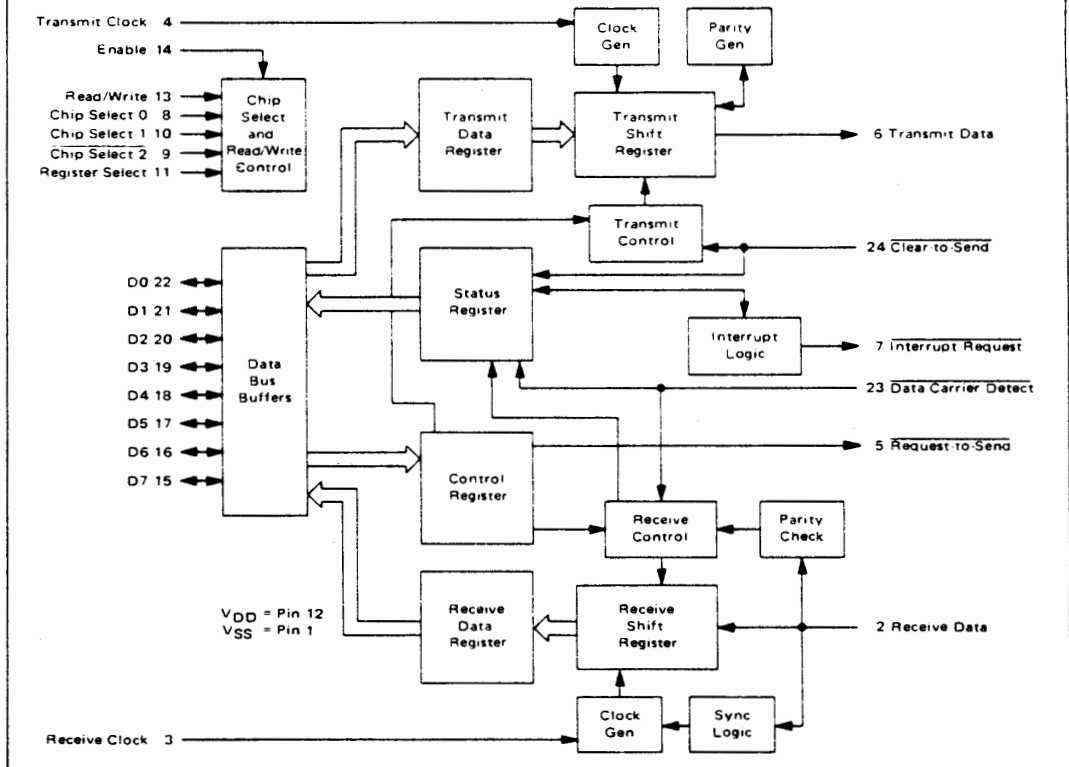 Transmit Clock 4
Clock
Gen
Parity
Gen
Enable 14
Read/Write 13
Chip Select 0 8
Chip Select 1 10
Chip Select 2 9
Register Select 11
Chip
Select
and
Read/Write
Control
Transmit
Data
Register
Transmit
Shift
Register
6 Transmit Data
Transmit
Control
24 Clear-to-Send
D0 22
D1 21
D2 20
D3 19
D4 18
D5 17
D6 16
D7 15
Data
Bus
Buffers
Status
Register
Interrupt
Logic
7 Interrupt Request
23 Data Carrier Detect
5 Request-to-Send
Control
Register
Receive
Control
Parity
Check
VDD = Pin 12
VSS = Pin 1
Receive
Data
Register
Receive
Shift
Register
2 Receive Data
Receive Clock 3
Clock
Gen
Sync
Logic